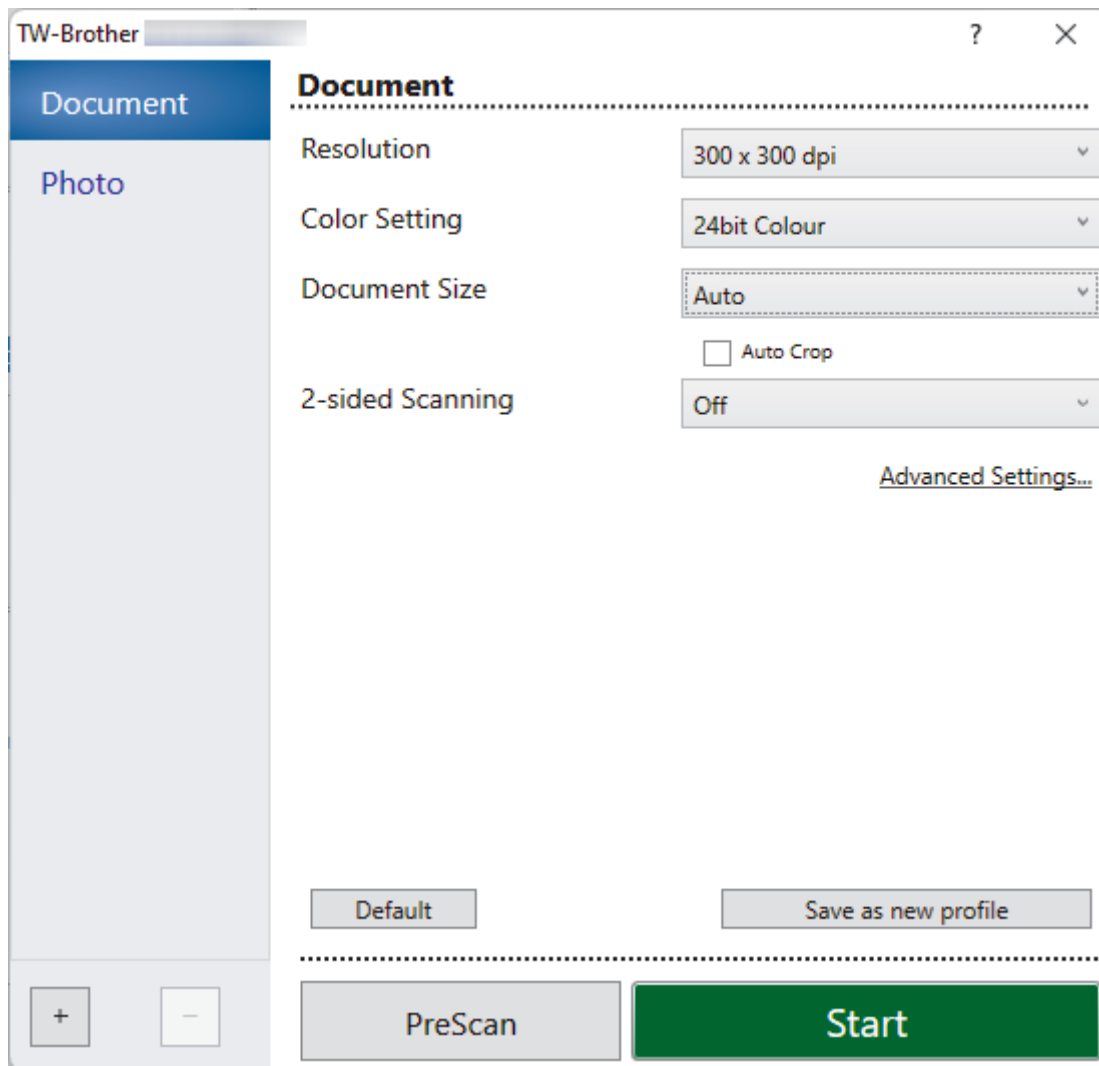 TW-Brother
?
Document
Photo
Document
Resolution
300 x 300 dpi
Color Setting
24bit Colour
Document Size
Auto
Auto Crop
2-sided Scanning
Off
Advanced Settings...
Default
Save as new profile
+
−
PreScan
Start